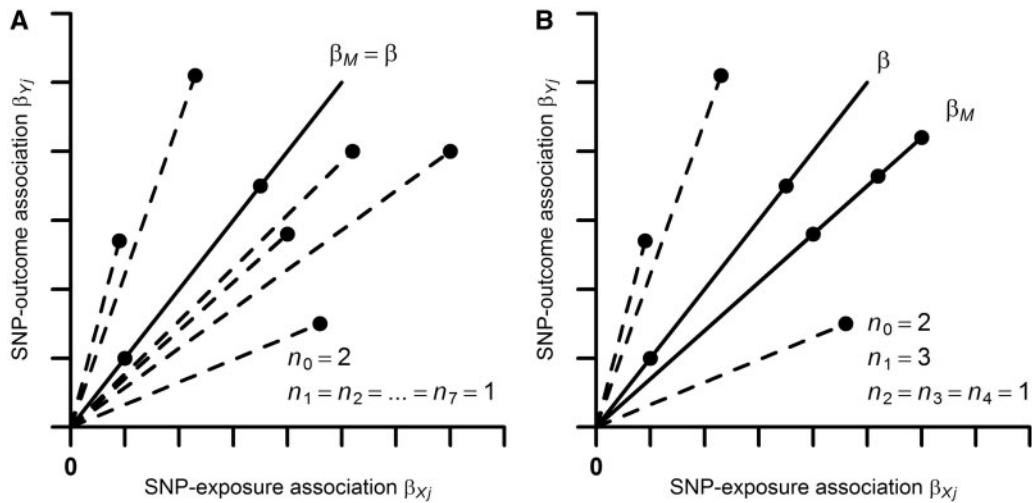 A
β_M = β
SNP-outcome association β_Yj
n_0 = 2
n_1 = n_2 = ... = n_7 = 1
0
SNP-exposure association β_Xj
B
β
β_M
SNP-outcome association β_Yj
n_0 = 2
n_1 = 3
n_2 = n_3 = n_4 = 1
0
SNP-exposure association β_Xj